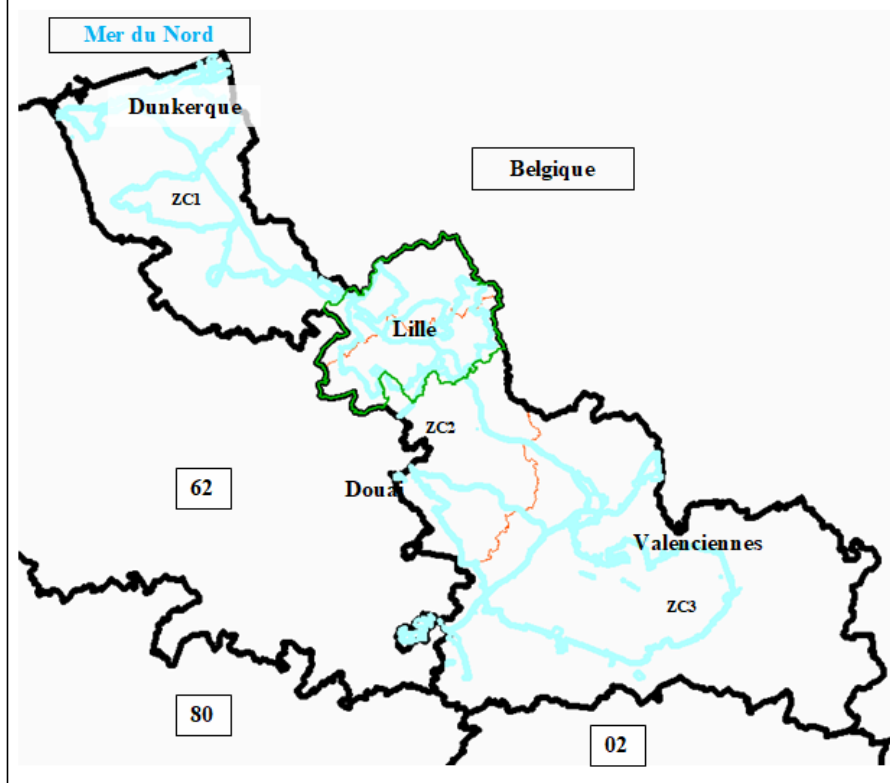 Mer du Nord
Dunkerque
Belgique
ZC1
Lille
ZC2
62
Douai
Valenciennes
ZC3
80
02